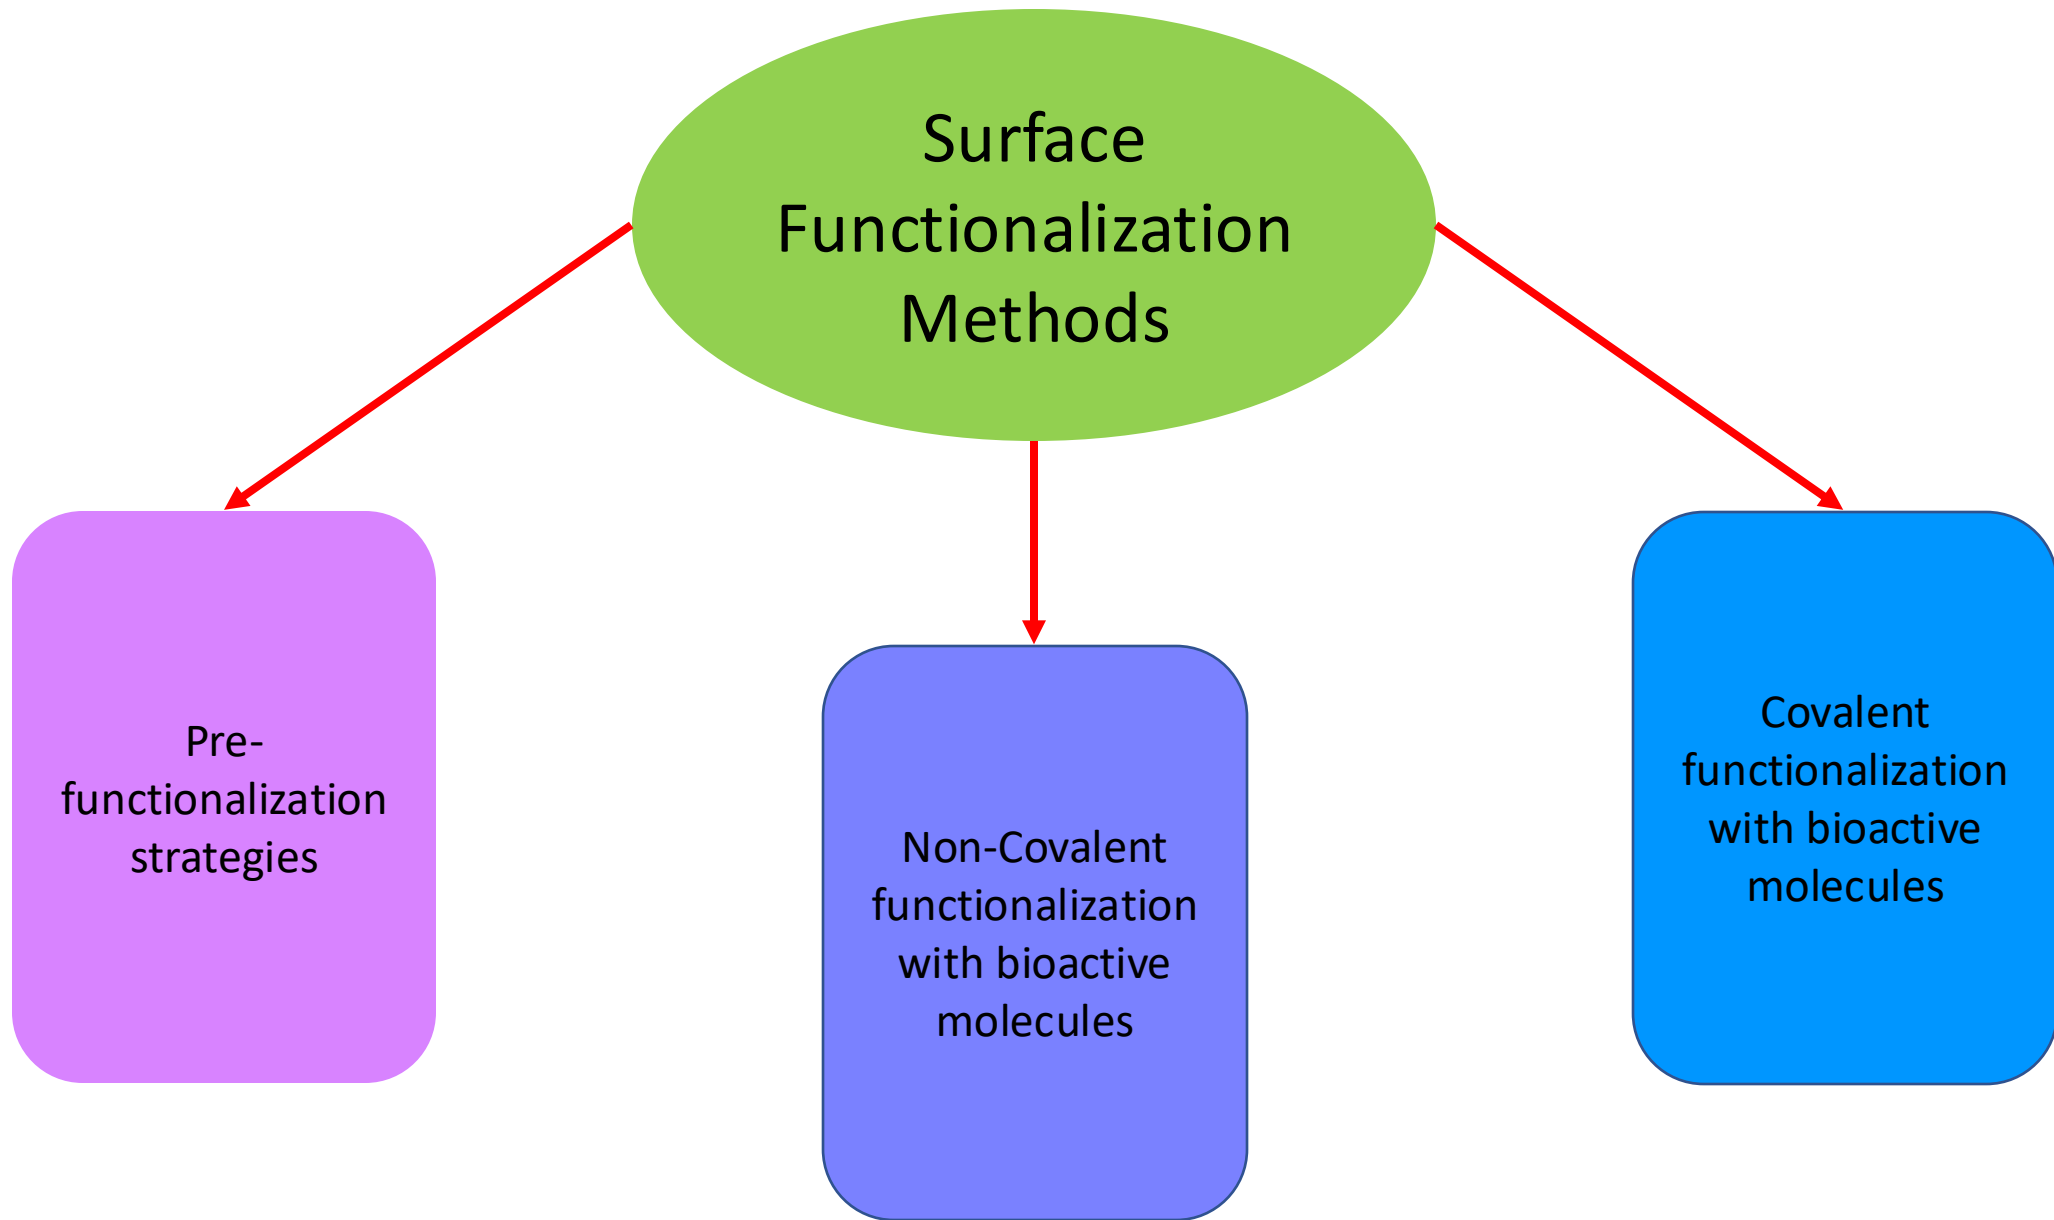 Surface
Functionalization
Methods
Pre-
functionalization
strategies
Non-Covalent
functionalization
with bioactive
molecules
Covalent
functionalization
with bioactive
molecules